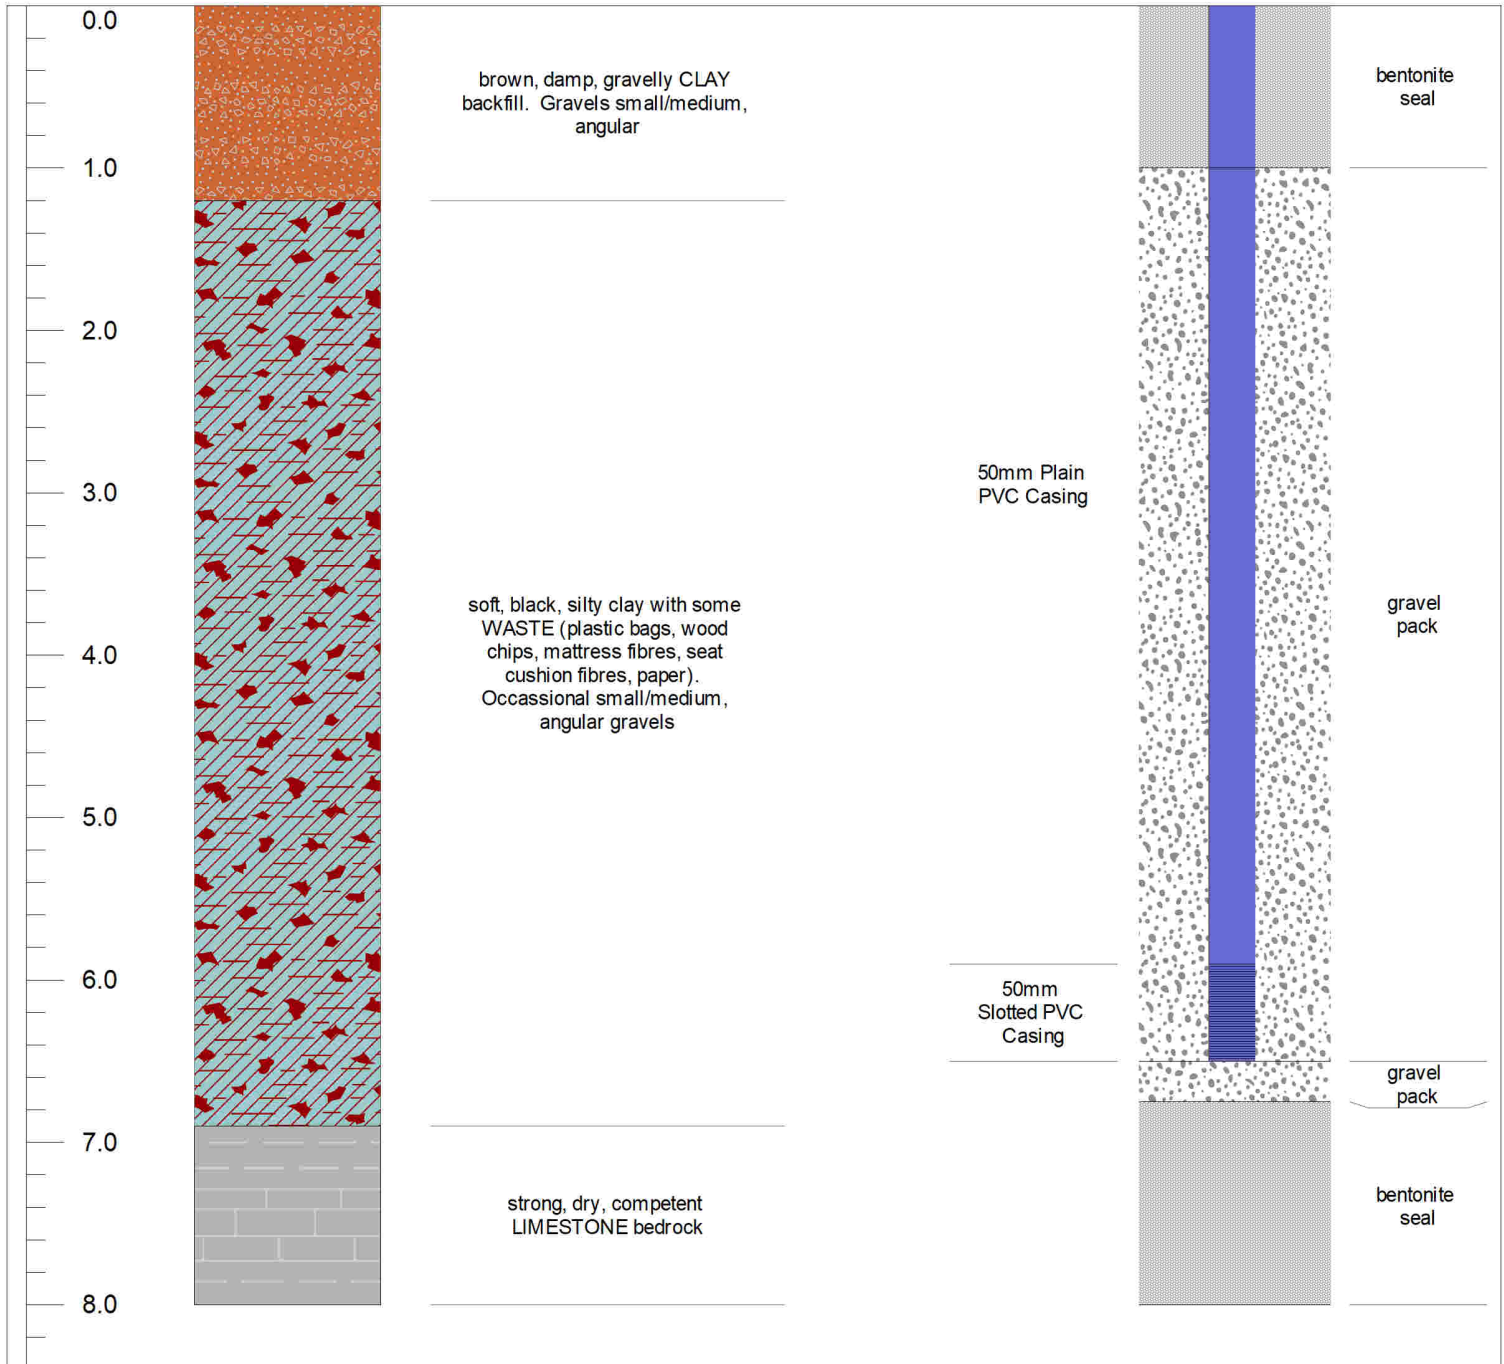 0.0
brown, damp, gravelly CLAY
backfill. Gravels small/medium,
angular
bentonite
seal
1.0
2.0
3.0
50mm Plain
PVC Casing
soft, black, silty clay with some
WASTE (plastic bags, wood
chips, mattress fibres, seat
cushion fibres, paper).
Occassional small/medium,
angular gravels
gravel
pack
4.0
5.0
6.0
50mm
Slotted PVC
Casing
gravel
pack
7.0
strong, dry, competent
LIMESTONE bedrock
bentonite
seal
8.0